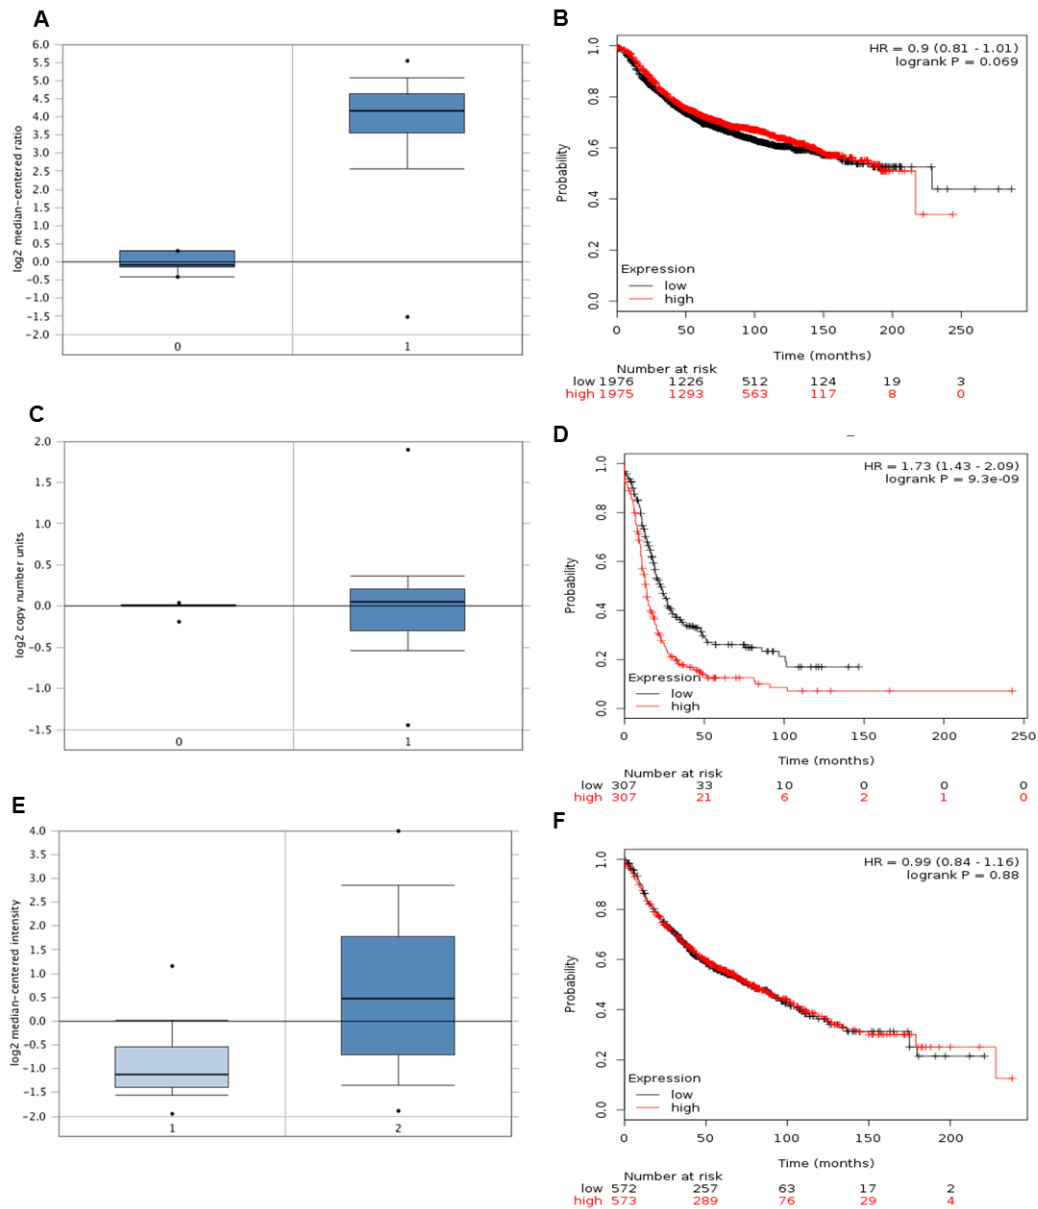 A
log2 median-centered ratio
6.0
5.5
5.0
4.5
4.0
3.5
3.0
2.5
2.0
1.5
1.0
0.5
0.0
-0.5
-1.0
-1.5
-2.0
0 1
B
HR = 0.9 (0.81 - 1.01)
logrank P = 0.069
Probability
1.0
0.8
0.6
0.4
0.2
0.0
Expression
low
high
0 50 100 150 200 250
Time (months)
Number at risk
low 1976 1226 512 124 19 3
high 1975 1293 563 117 8 0
C
log2 copy number units
2.0
1.5
1.0
0.5
0.0
-0.5
-1.0
-1.5
0 1
D
HR = 1.73 (1.43 - 2.09)
logrank P = 9.3e-09
Probability
1.0
0.8
0.6
0.4
0.2
0.0
Expression
low
high
0 50 100 150 200 250
Time (months)
Number at risk
low 307 33 10 0 0 0
high 307 21 6 2 1 0
E
log2 median-centered intensity
4.0
3.5
3.0
2.5
2.0
1.5
1.0
0.5
0.0
-0.5
-1.0
-1.5
-2.0
1 2
F
HR = 0.99 (0.84 - 1.16)
logrank P = 0.88
Probability
1.0
0.8
0.6
0.4
0.2
0.0
Expression
low
high
0 50 100 150 200
Time (months)
Number at risk
low 572 257 63 17 2
high 573 289 76 29 4